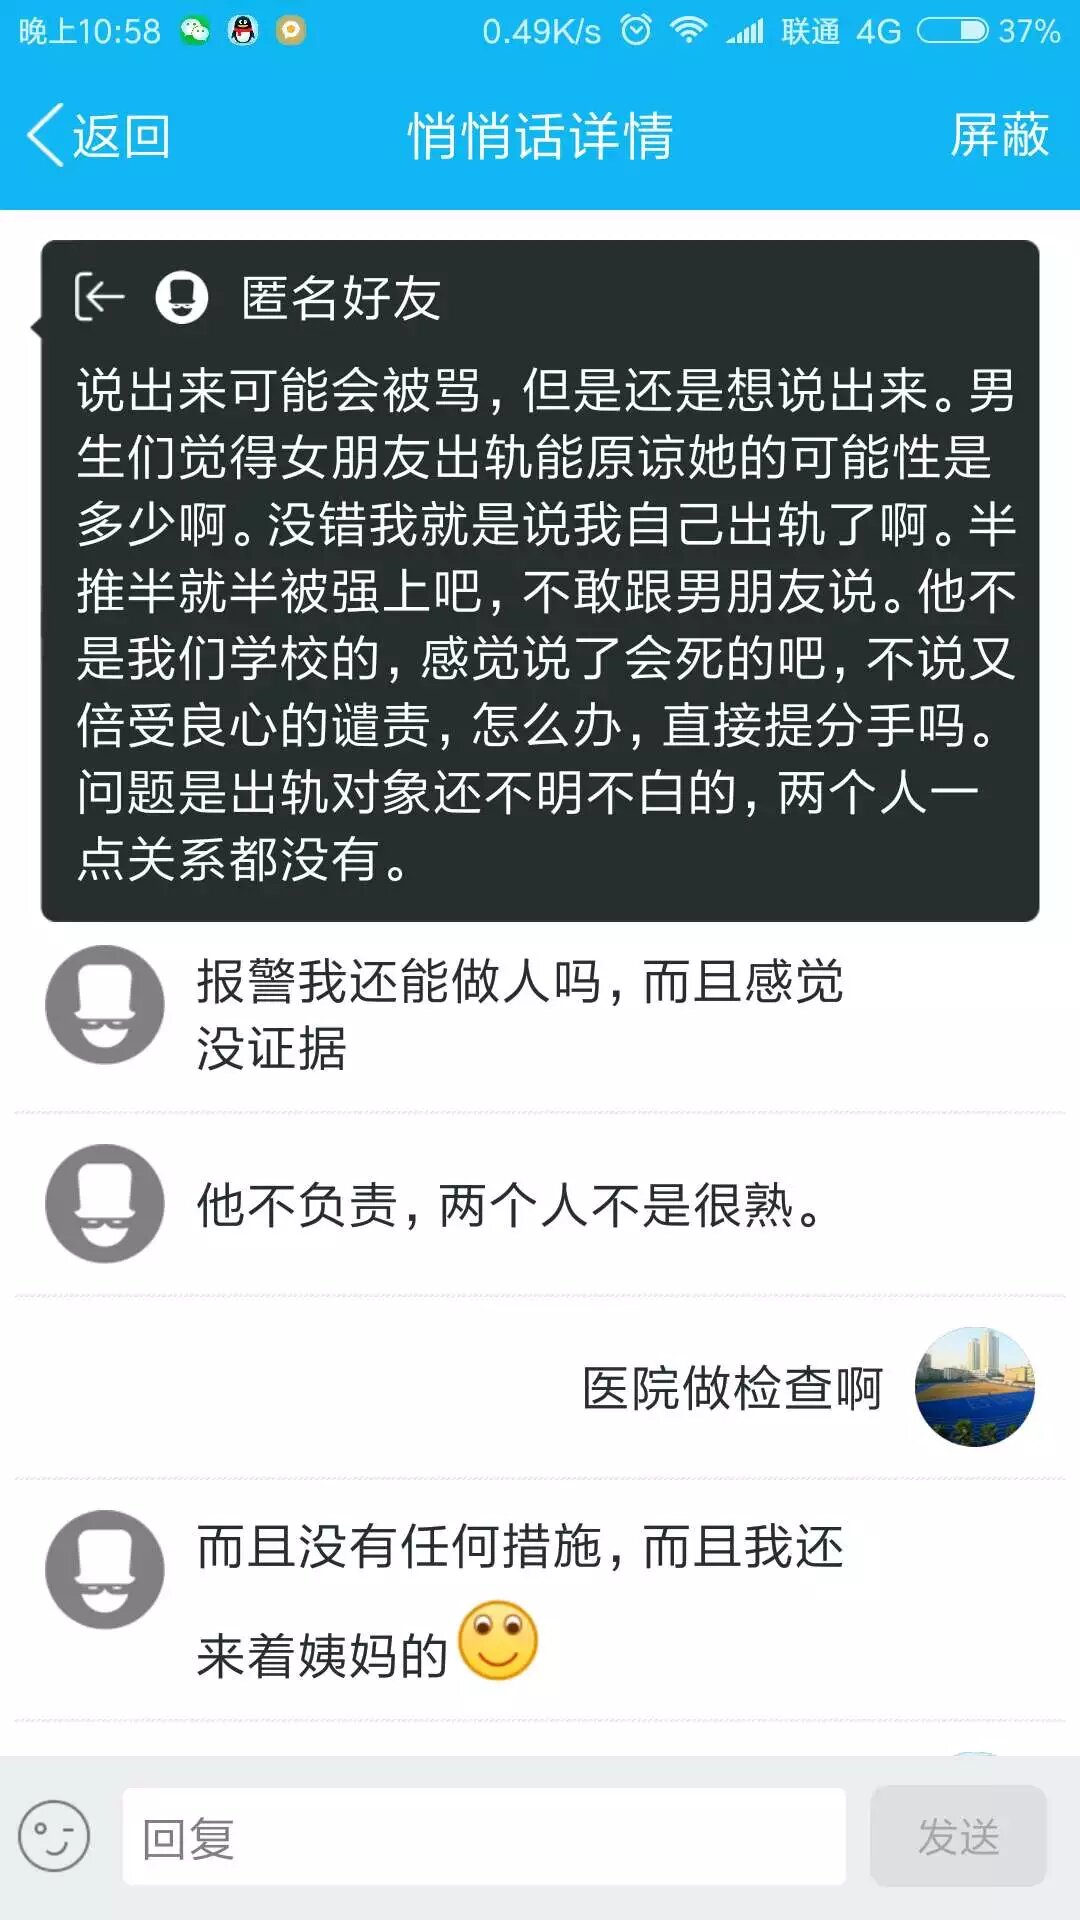 晚上10:58 0.49K/s 联通 4G 37%
返回 悄悄话详情 屏蔽
匿名好友
说出来可能会被骂，但是还是想说出来。男
生们觉得女朋友出轨能原谅她的可能性是
多少啊。没错我就是说我自己出轨了啊。半
推半就半被强上吧，不敢跟男朋友说。他不
是我们学校的，感觉说了会死的吧，不说又
倍受良心的谴责，怎么办，直接提分手吗。
问题是出轨对象还不明不白的，两个人一
点关系都没有。
报警我还能做人吗，而且感觉
没证据
他不负责，两个人不是很熟。
医院做检查啊
而且没有任何措施，而且我还
来着姨妈的
回复 发送